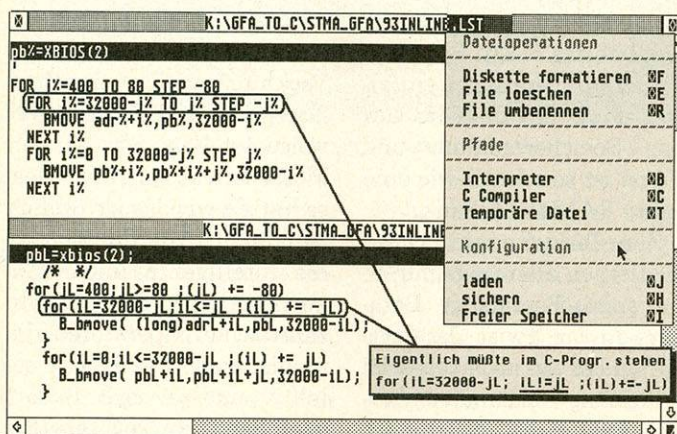 K:\GFA_TO_C\STMA_GFA\93INLINE.LST
pb%=XBIOS(2)
'
FOR j%=400 TO 80 STEP -80
FOR i%=32000-j% TO j% STEP -j%
BMOVE adr%+i%,pb%,32000-i%
NEXT i%
FOR i%=0 TO 32000-j% STEP j%
BMOVE pb%+i%,pb%+i%+j%,32000-i%
NEXT i%
Dateioperationen
Diskette formatieren F
File loeschen E
File umbenennen R
Pfade
Interpreter B
C Compiler C
Temporäre Datei T
Konfiguration
laden J
sichern H
Freier Speicher I
K:\GFA_TO_C\STMA_GFA\93INLINE
pbL=xbios(2);
/* */
for(jL=400;jL>=80 ;(jL) += -80)
for(iL=32000-jL;iL<=jL ;(iL) += -jL)
B_bmove( (long)adrL+iL,pbL,32000-iL);
}
for(iL=0;iL<=32000-jL ;(iL) += jL)
B_bmove( pbL+iL,pbL+iL+jL,32000-iL);
}
Eigentlich müßte im C-Progr. stehen
for(iL=32000-jL; iL!=jL ;(iL)+=-jL)